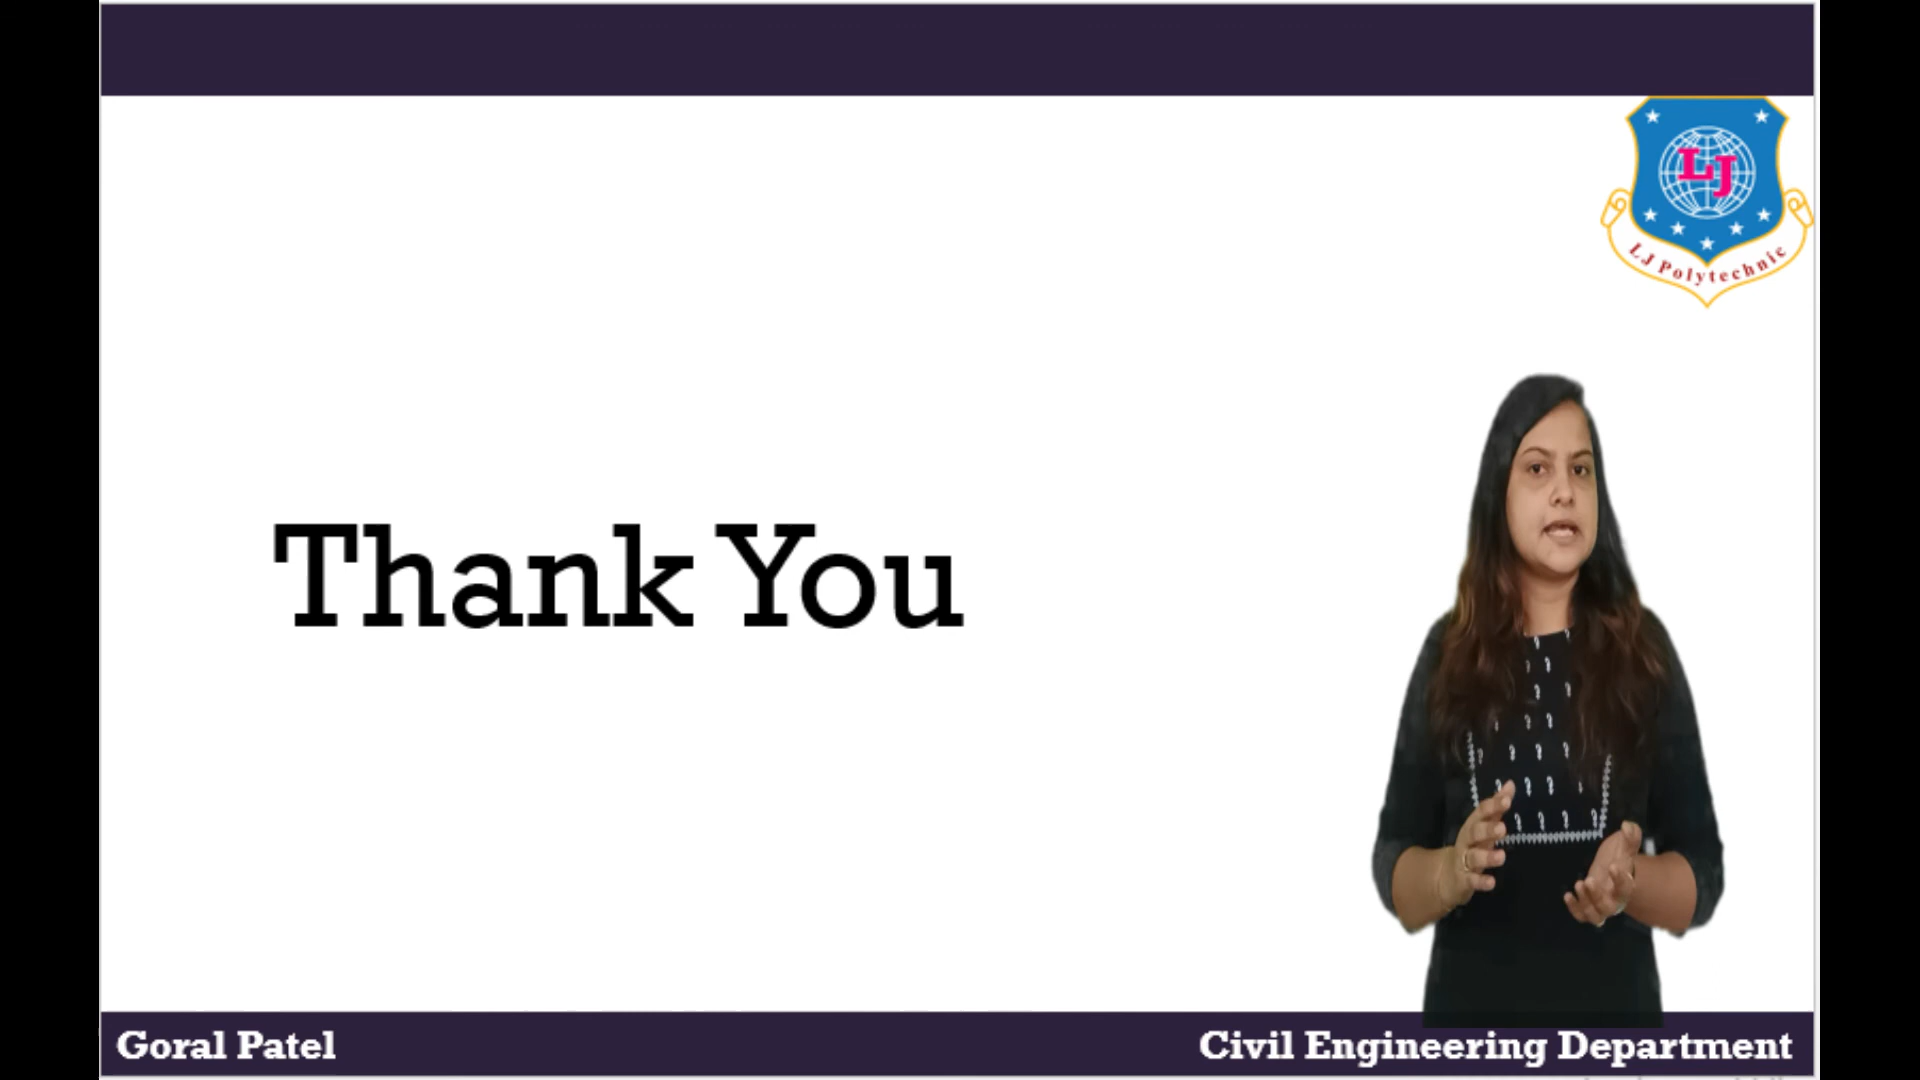 LJ
LJ Polytechnic
Thank You
Goral Patel
Civil Engineering Department